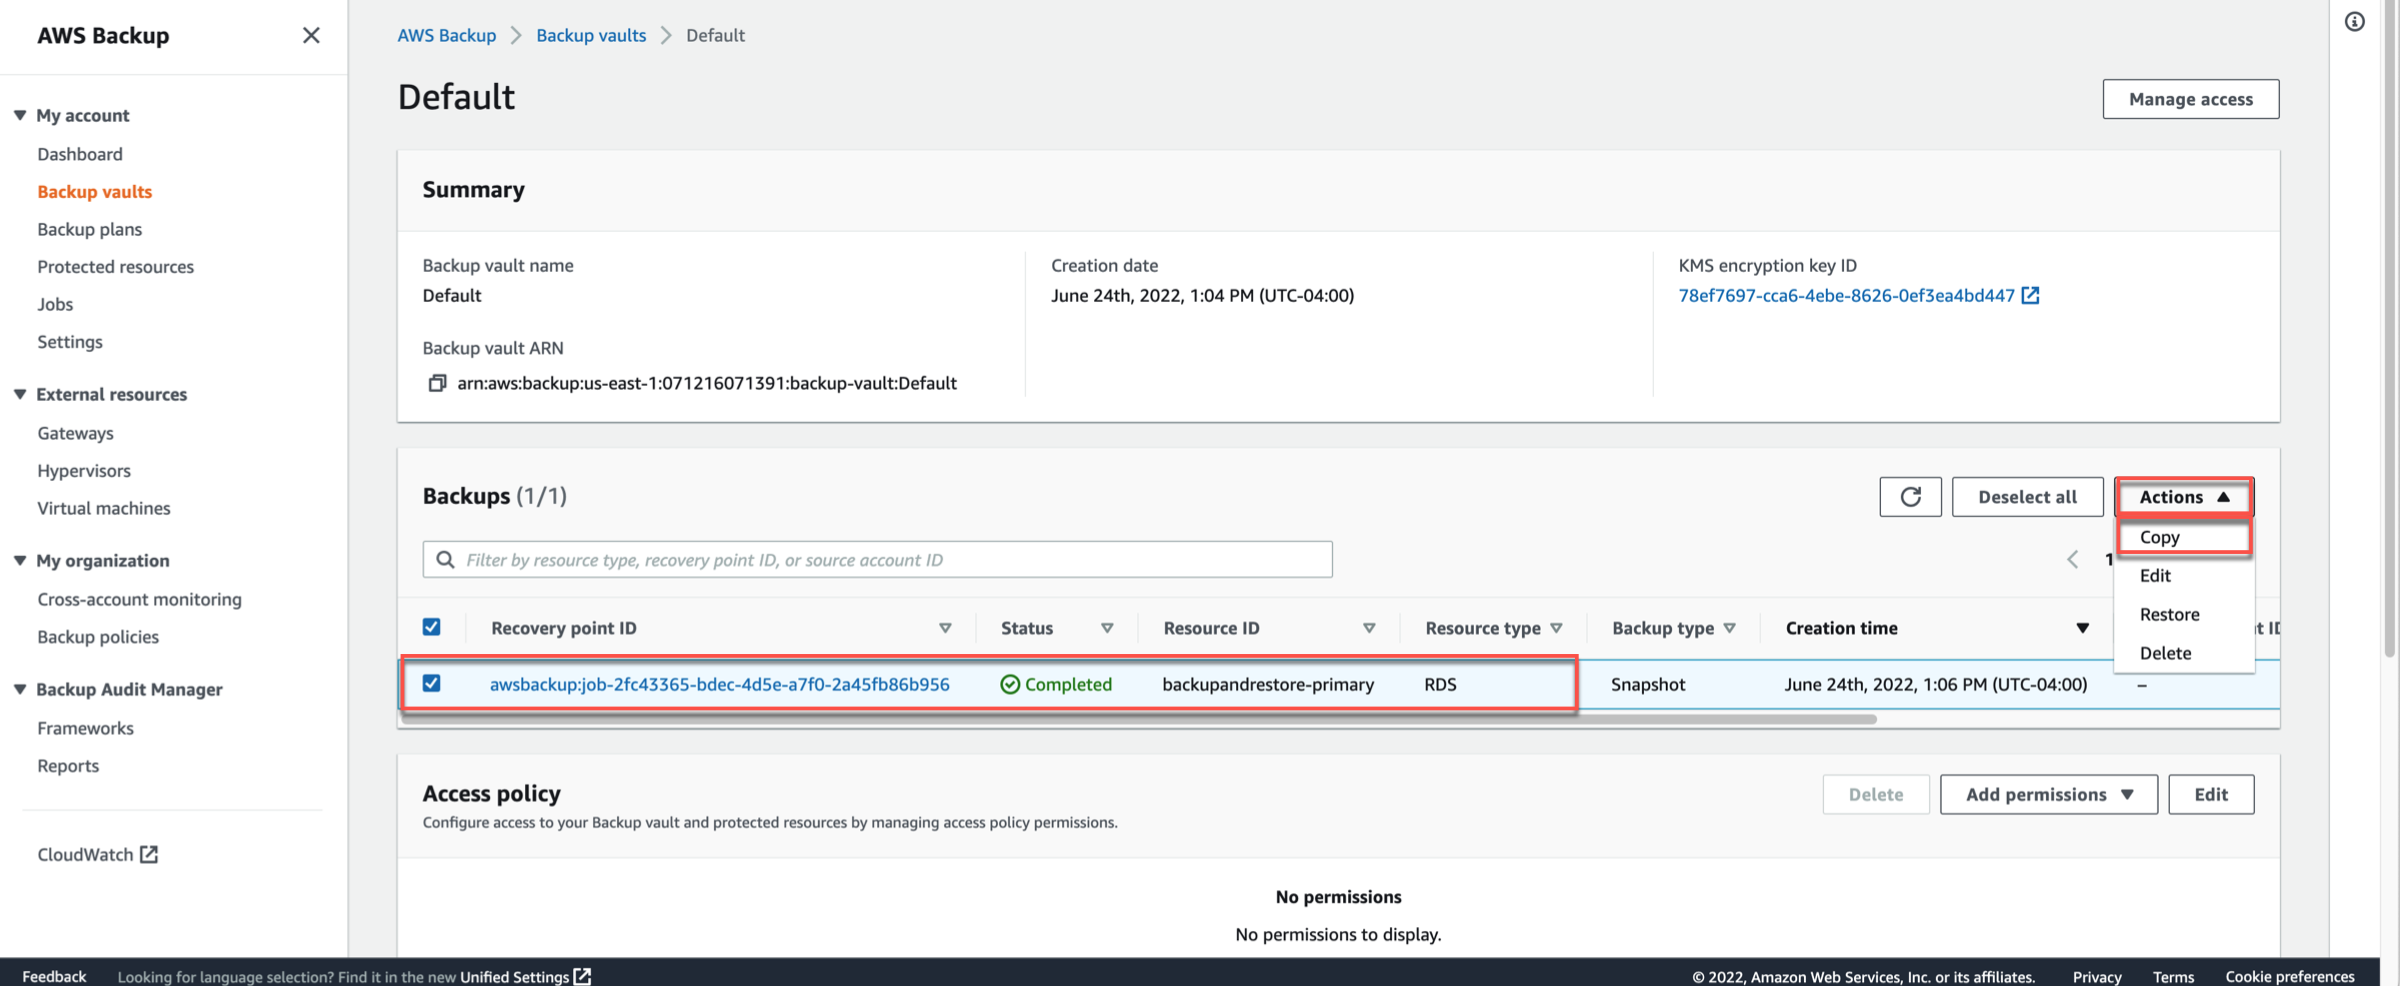 AWS Backup
My account
Dashboard
Backup vaults
Backup plans
Protected resources
Jobs
Settings
External resources
Gateways
Hypervisors
Virtual machines
My organization
Cross-account monitoring
Backup policies
Backup Audit Manager
Frameworks
Reports
CloudWatch
AWS Backup > Backup vaults > Default
Default
Manage access
Summary
Backup vault name
Default
Backup vault ARN
arn:aws:backup:us-east-1:071216071391:backup-vault:Default
Creation date
June 24th, 2022, 1:04 PM (UTC-04:00)
KMS encryption key ID
78ef7697-cca6-4ebe-8626-0ef3ea4bd447
Backups (1/1)
Deselect all
Actions
Copy
Edit
Restore
Delete
Filter by resource type, recovery point ID, or source account ID
1
Recovery point ID Status Resource ID Resource type Backup type Creation time
awsbackup:job-2fc43365-bdec-4d5e-a7f0-2a45fb86b956 Completed backupandrestore-primary RDS Snapshot June 24th, 2022, 1:06 PM (UTC-04:00) –
Access policy
Configure access to your Backup vault and protected resources by managing access policy permissions.
Delete
Add permissions
Edit
No permissions
No permissions to display.
Feedback Looking for language selection? Find it in the new Unified Settings © 2022, Amazon Web Services, Inc. or its affiliates. Privacy Terms Cookie preferences